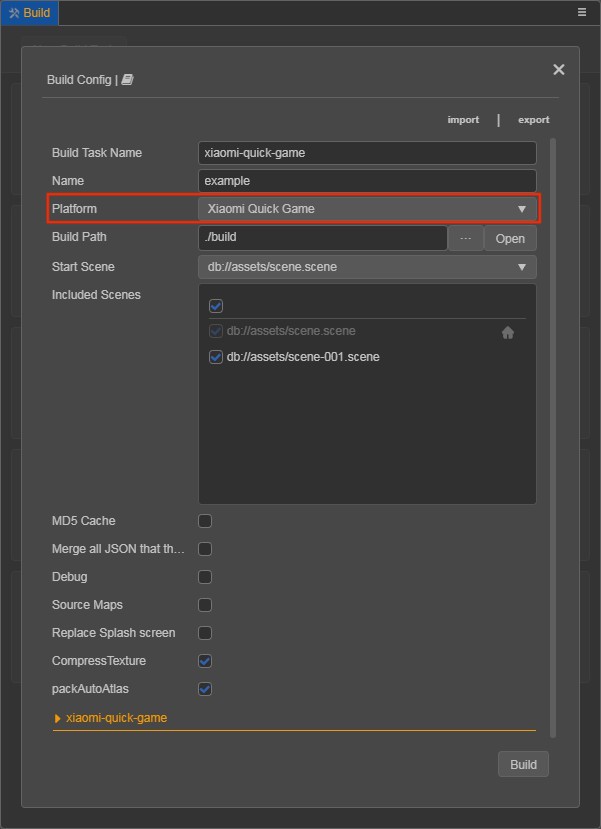 Build
Build Config |
import | export
Build Task Name xiaomi-quick-game
Name example
Platform Xiaomi Quick Game
Build Path ./build ... Open
Start Scene db://assets/scene.scene
Included Scenes
db://assets/scene.scene
db://assets/scene-001.scene
MD5 Cache
Merge all JSON that th...
Debug
Source Maps
Replace Splash screen
CompressTexture
packAutoAtlas
xiaomi-quick-game
Build